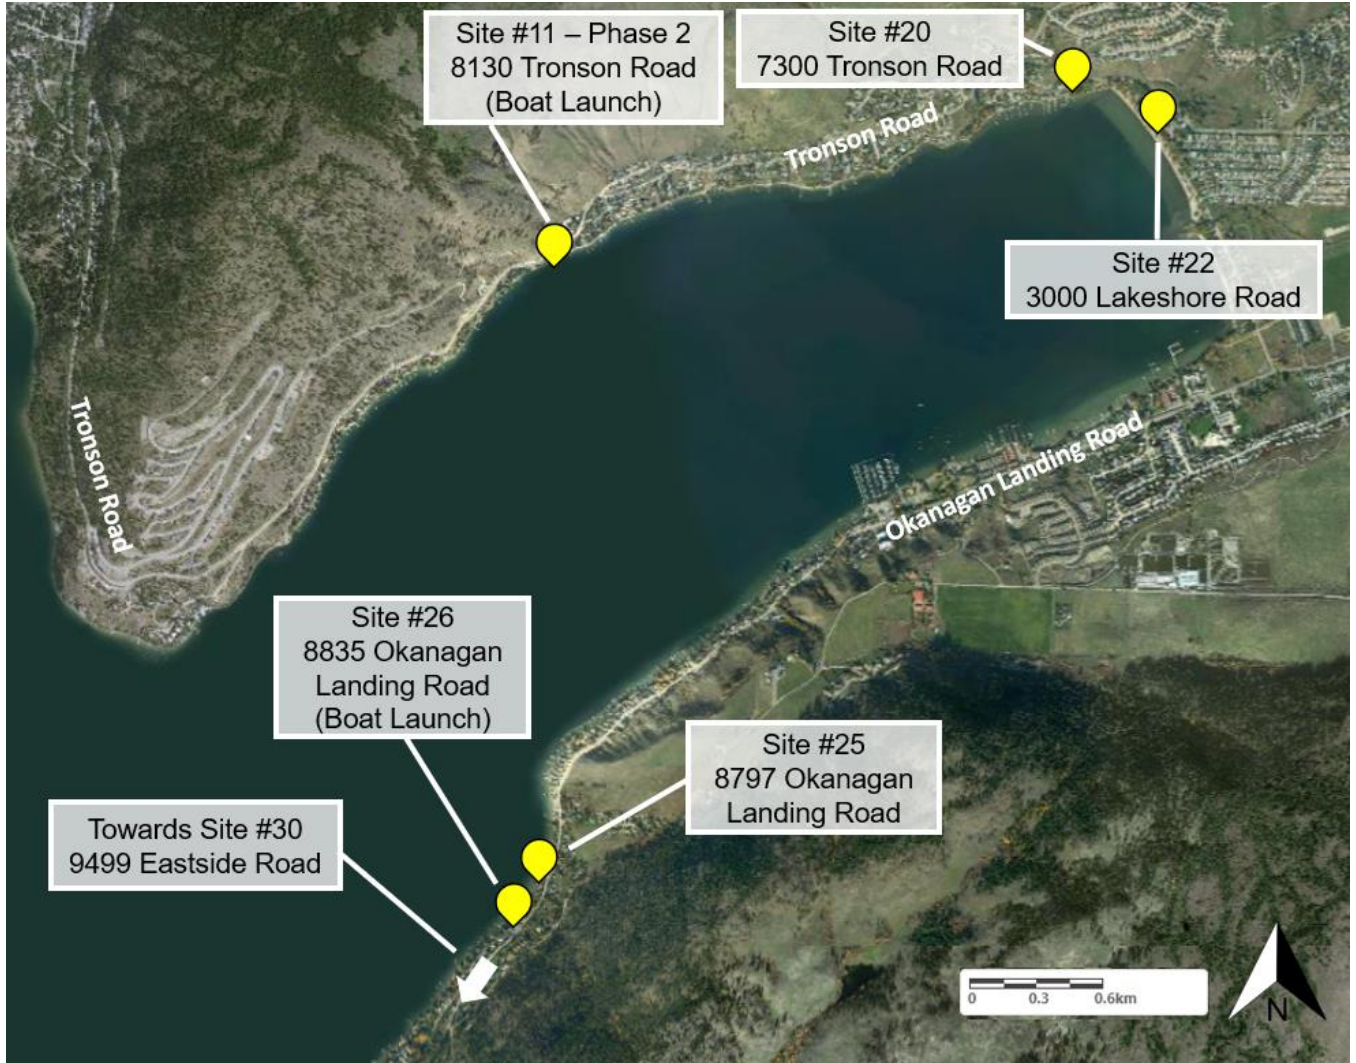 Site #11 – Phase 2
8130 Tronson Road
(Boat Launch)
Site #20
7300 Tronson Road
Tronson Road
Site #22
3000 Lakeshore Road
Tronson Road
Okanagan Landing Road
Site #26
8835 Okanagan
Landing Road
(Boat Launch)
Site #25
8797 Okanagan
Landing Road
Towards Site #30
9499 Eastside Road
0 0.3 0.6km
N